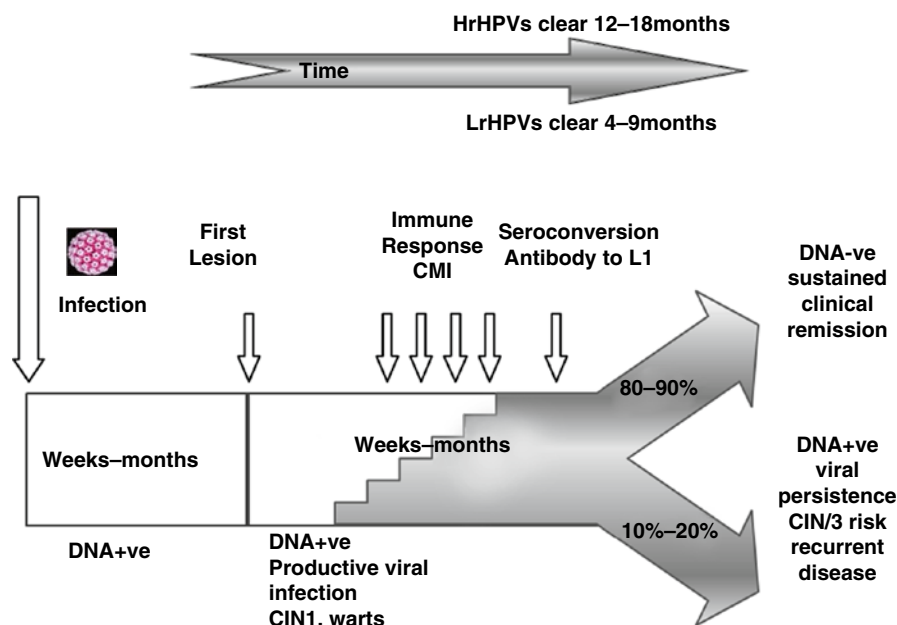 HrHPVs clear 12–18months
Time
LrHPVs clear 4–9months
Infection
First
Lesion
Immune
Response
CMI
Seroconversion
Antibody to L1
DNA-ve
sustained
clinical
remission
80–90%
Weeks–months
Weeks–months
DNA+ve
viral
persistence
CIN/3 risk
recurrent
disease
10%–20%
DNA+ve
DNA+ve
Productive viral
infection
CIN1, warts